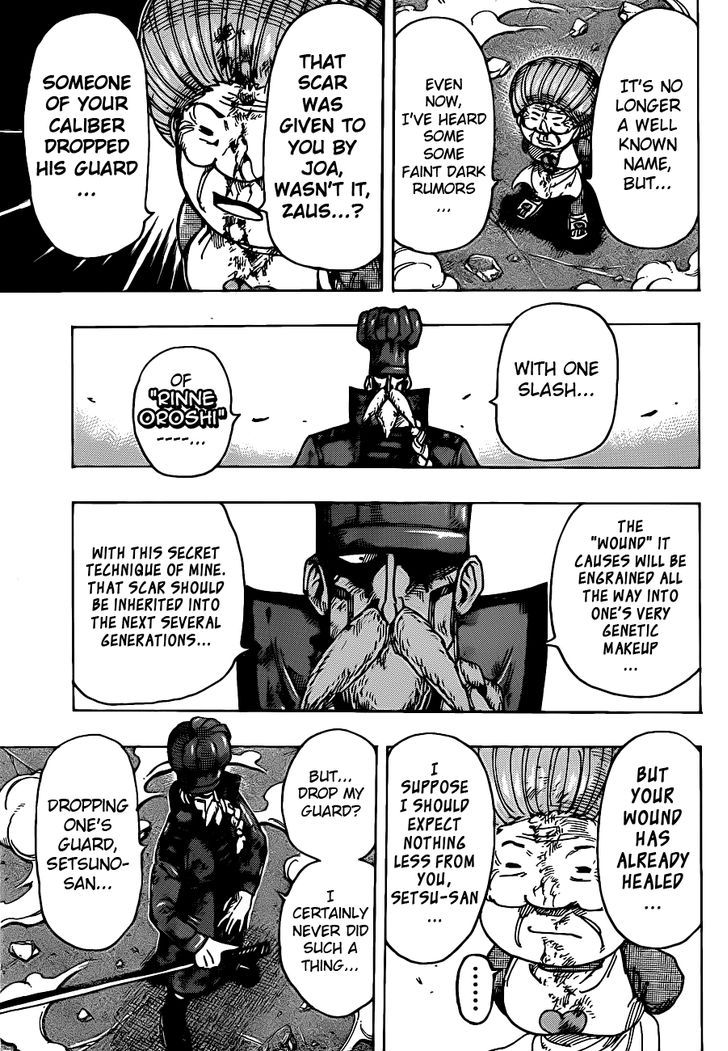 IT'S NO
LONGER
A WELL
KNOWN
NAME,
BUT...
EVEN
NOW,
I'VE HEARD
SOME
SOME
FAINT DARK
RUMORS
...
THAT
SCAR
WAS
GIVEN TO
YOU BY
JOA,
WASN'T IT,
ZAUS...?
SOMEONE
OF YOUR
CALIBER
DROPPED
HIS GUARD
...
WITH ONE
SLASH...
OF
"RINNE
OROSHI"
----...
THE
"WOUND" IT
CAUSES WILL BE
ENGRAINED ALL
THE WAY INTO
ONE'S VERY
GENETIC
MAKEUP
...
WITH THIS SECRET
TECHNIQUE OF MINE.
THAT SCAR SHOULD
BE INHERITED INTO
THE NEXT SEVERAL
GENERATIONS...
BUT
YOUR
WOUND
HAS
ALREADY
HEALED
...
I
SUPPOSE
I SHOULD
EXPECT
NOTHING
LESS FROM
YOU,
SETSU-SAN
...
......
BUT...
DROP MY
GUARD?
I
CERTAINLY
NEVER DID
SUCH A
THING...
DROPPING
ONE'S
GUARD,
SETSUNO-
SAN...